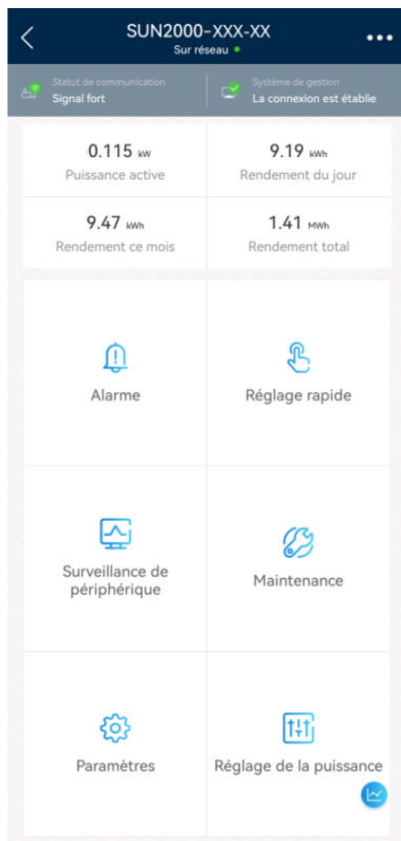 SUN2000-XXX-XX
Sur réseau
Statut de communication
Signal fort
Système de gestion
La connexion est établie
0.115 kW
Puissance active
9.19 kWh
Rendement du jour
9.47 kWh
Rendement ce mois
1.41 MWh
Rendement total
Alarme
Réglage rapide
Surveillance de
périphérique
Maintenance
Paramètres
Réglage de la puissance